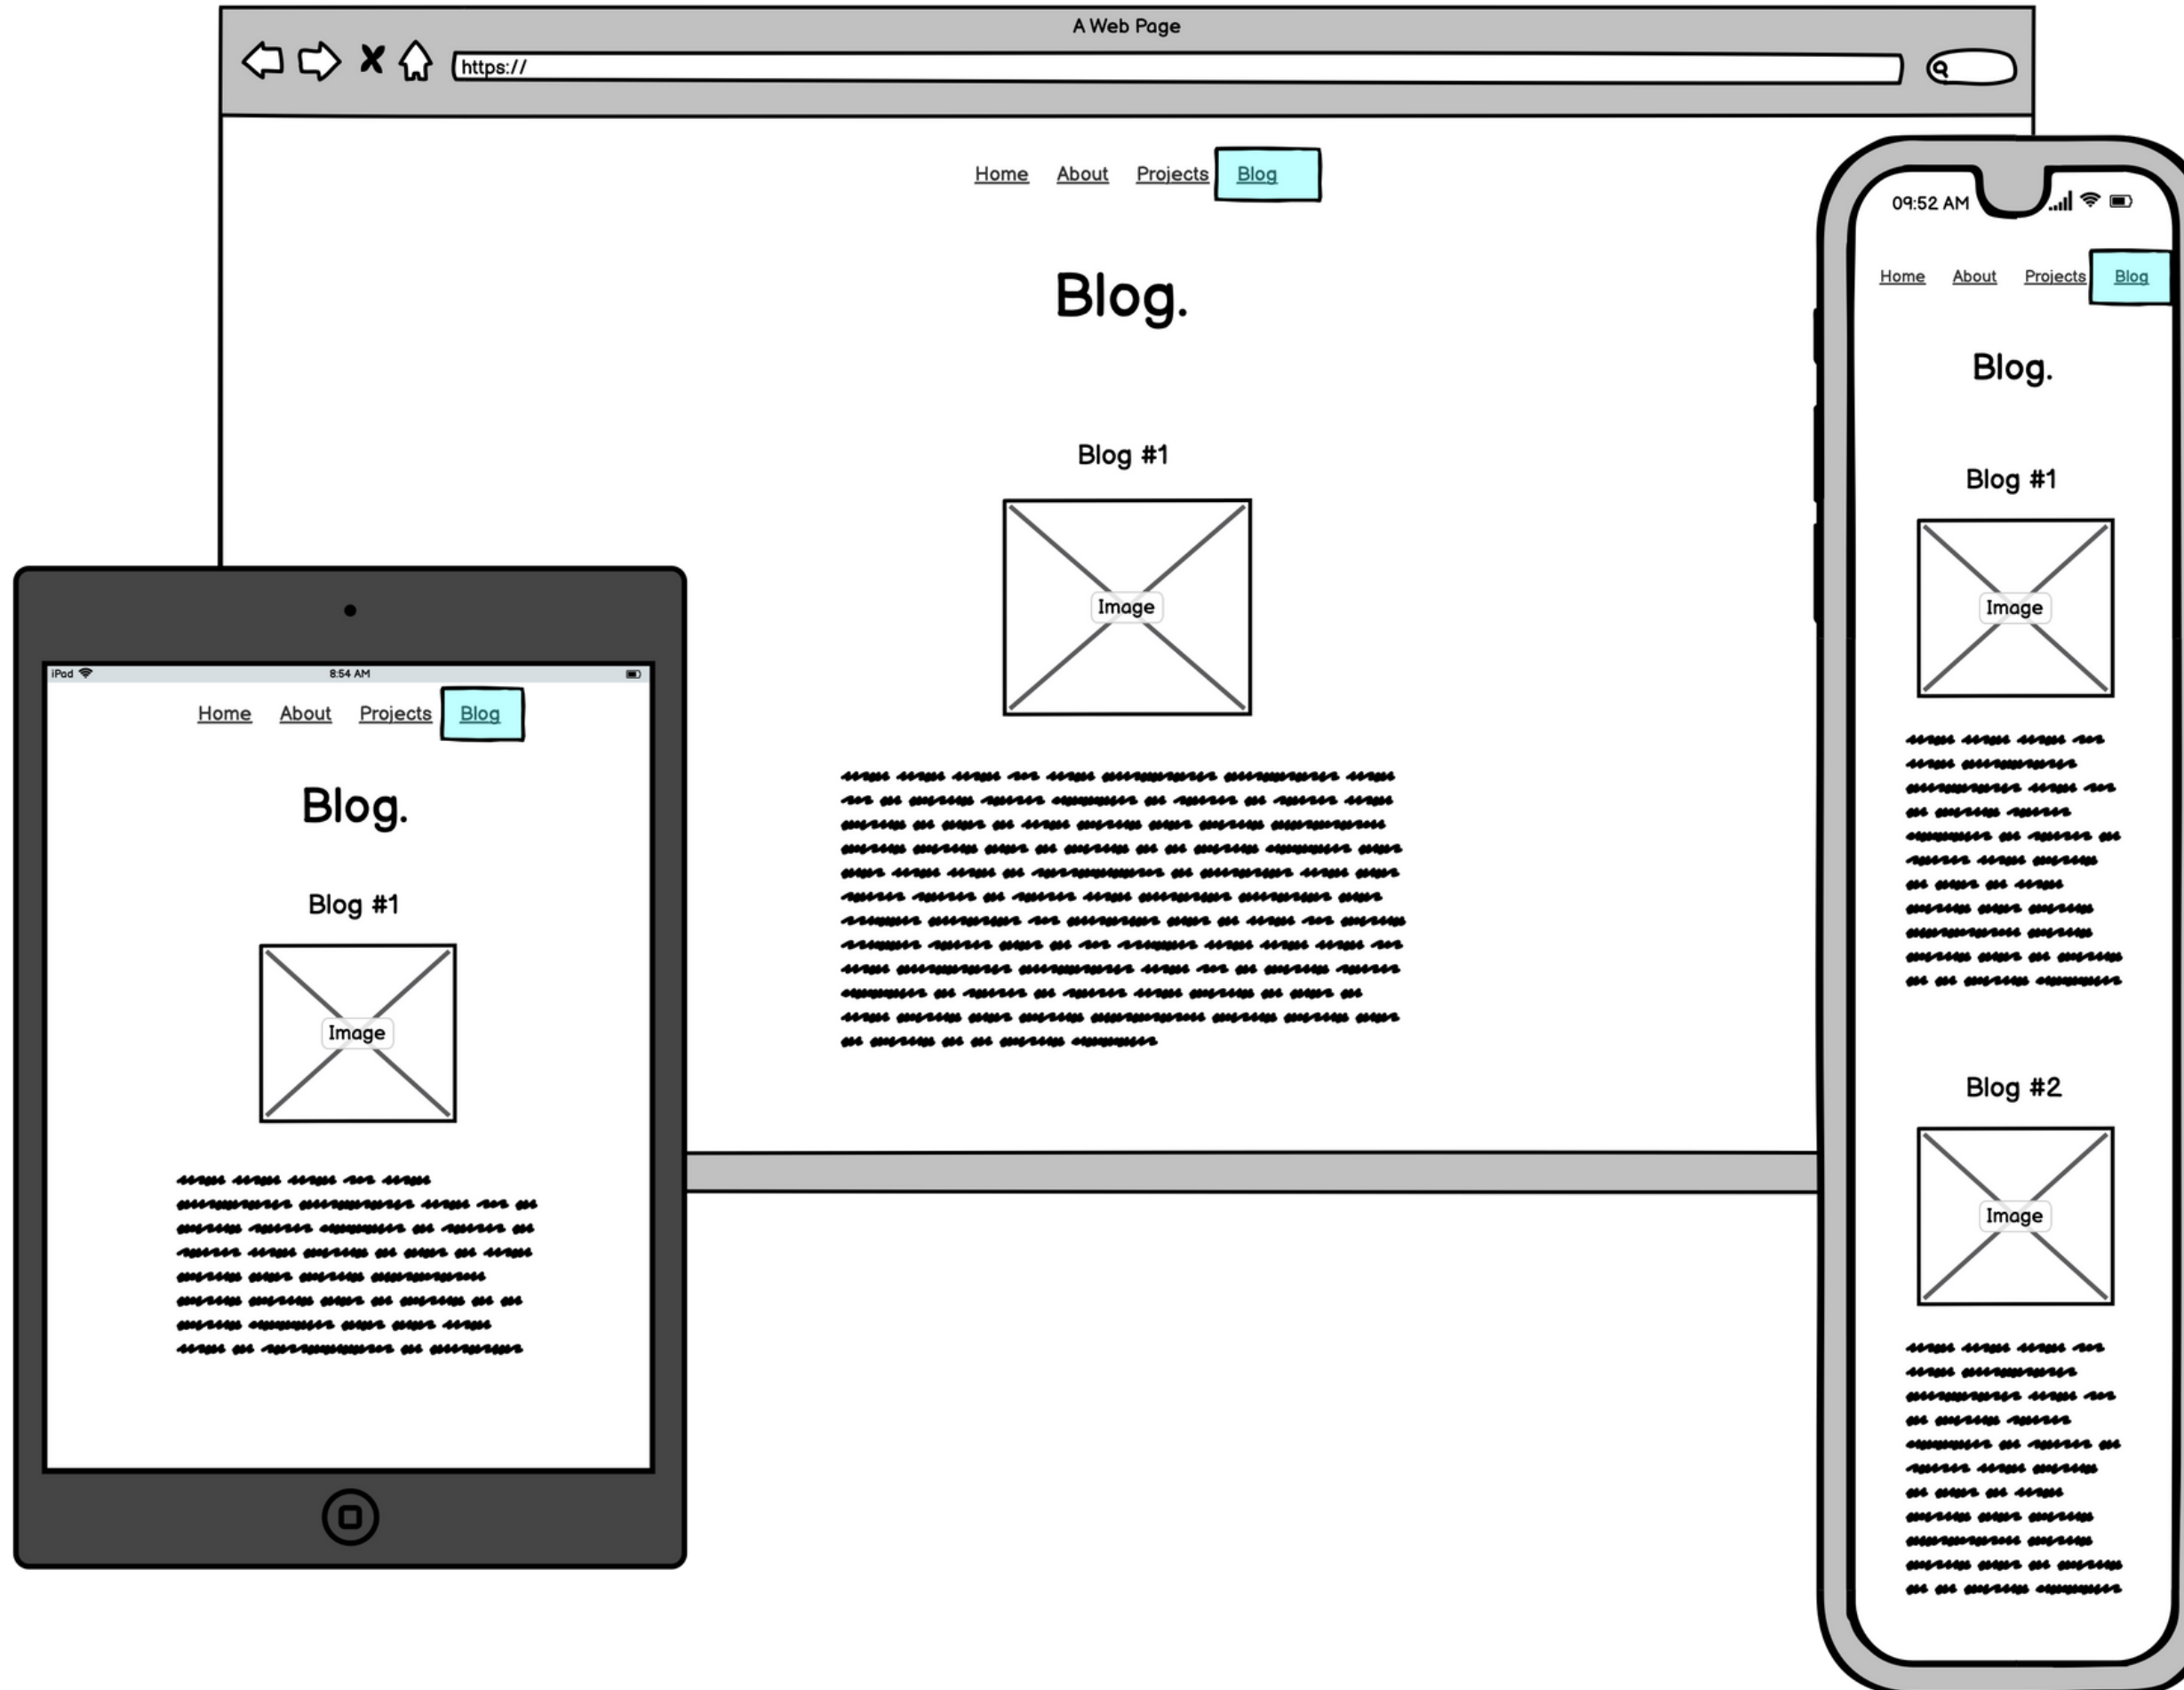 A Web Page
https://
Home About Projects Blog
Blog.
Blog #1
Image
iPad 8:54 AM
Home About Projects Blog
Blog.
Blog #1
Image
09:52 AM
Home About Projects Blog
Blog.
Blog #1
Image
Blog #2
Image